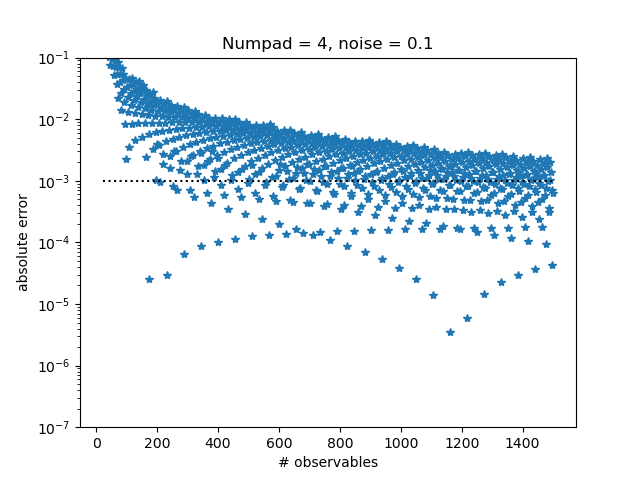 Numpad = 4, noise = 0.1
10⁻¹
10⁻²
10⁻³
10⁻⁴
10⁻⁵
10⁻⁶
10⁻⁷
absolute error
0 200 400 600 800 1000 1200 1400
# observables